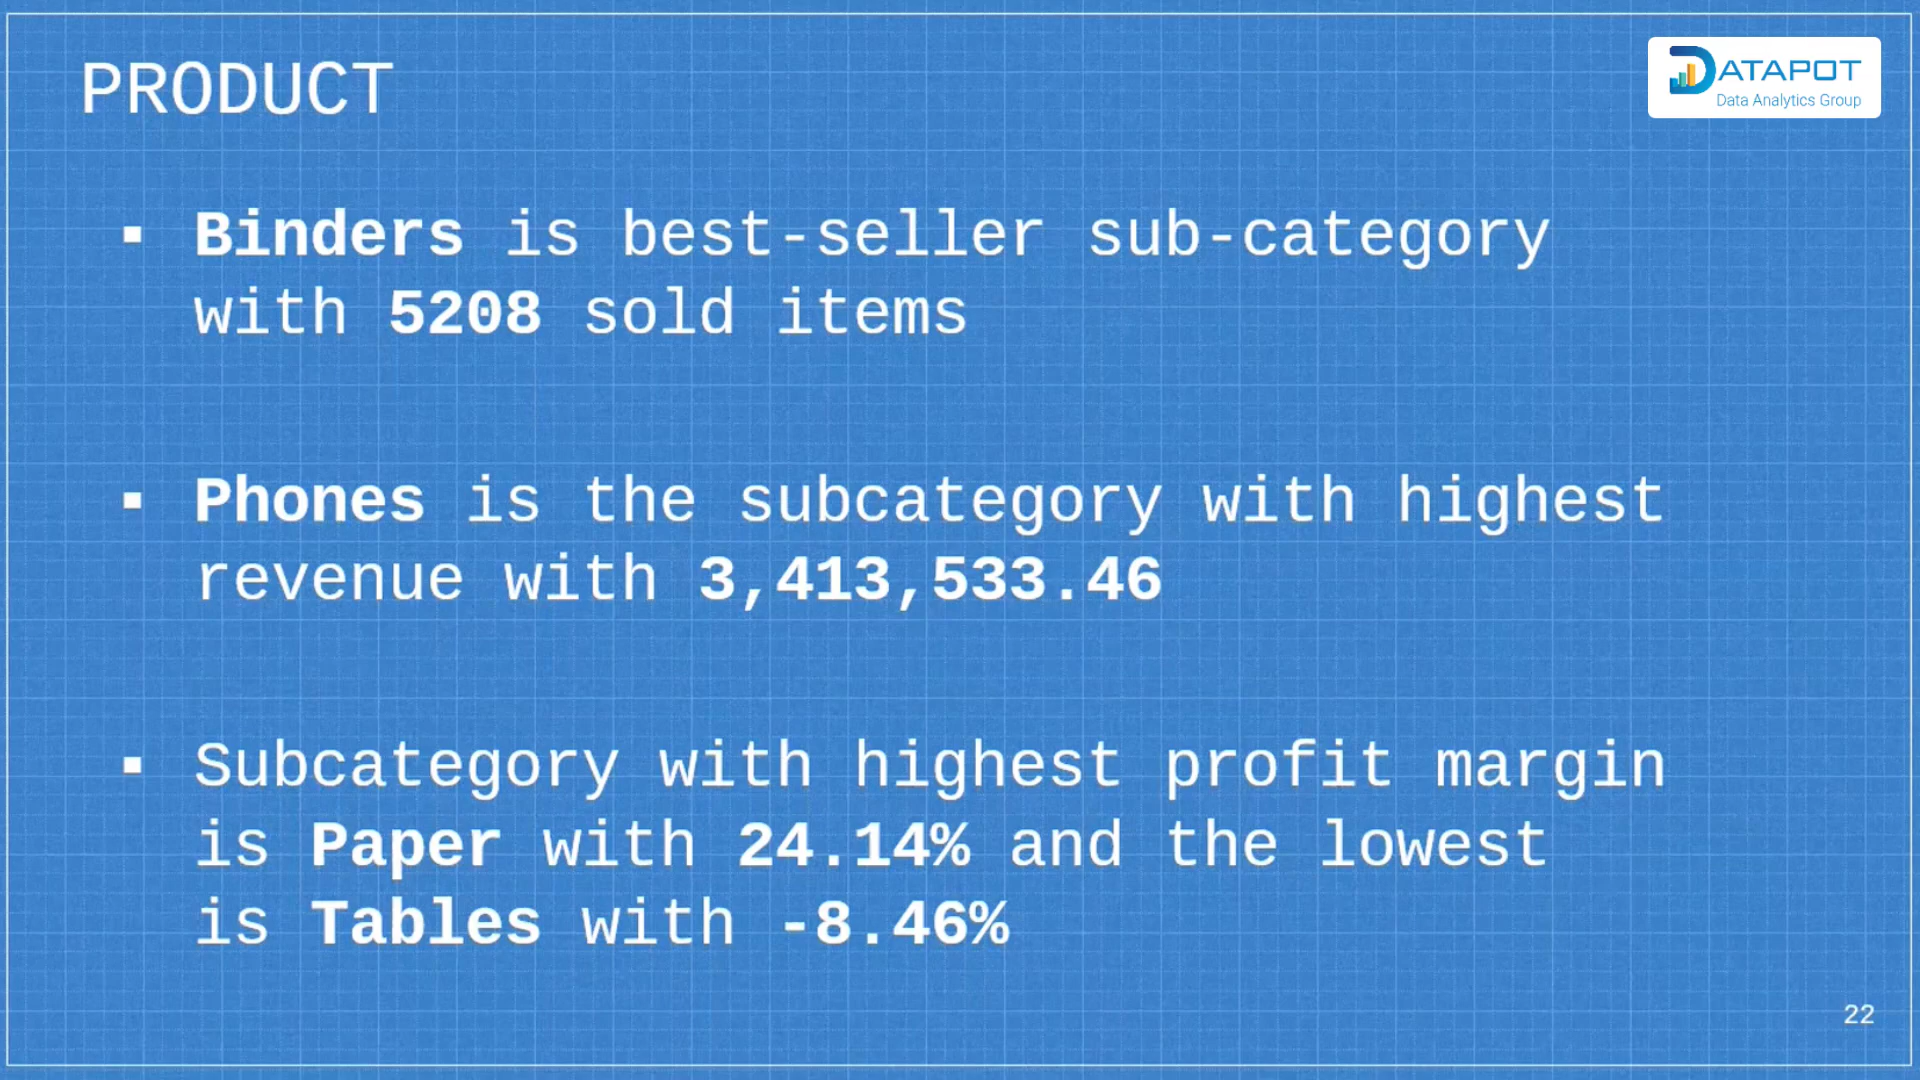 PRODUCT
DATAPOT
Data Analytics Group
▪ Binders is best-seller sub-category
with 5208 sold items
▪ Phones is the subcategory with highest
revenue with 3,413,533.46
▪ Subcategory with highest profit margin
is Paper with 24.14% and the lowest
is Tables with -8.46%
22